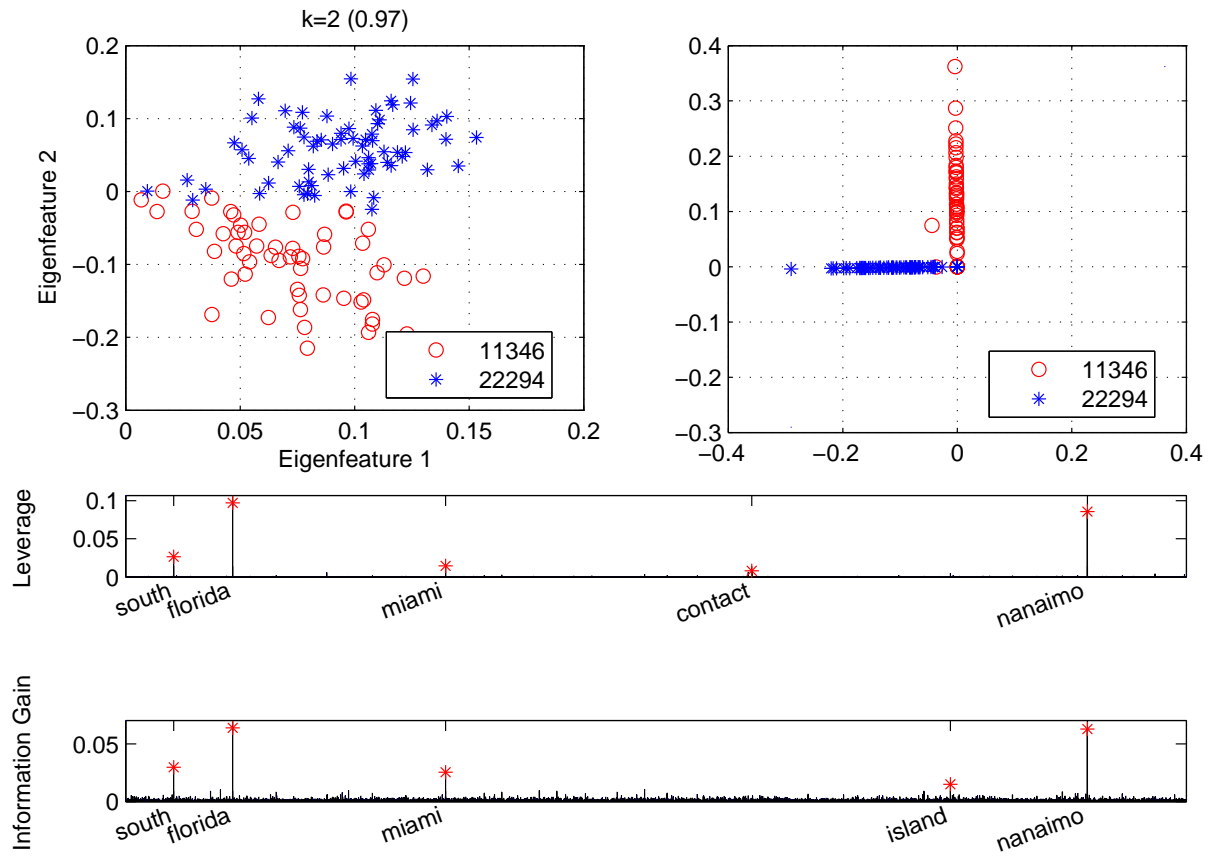 k=2 (0.97)
0.2
0.1
0
−0.1
−0.2
−0.3
Eigenfeature 2
0
0.05
0.1
0.15
0.2
Eigenfeature 1
11346
22294
0.4
0.3
0.2
0.1
0
−0.1
−0.2
−0.3
−0.4
−0.2
0
0.2
0.4
11346
22294
Leverage
0.1
0.05
0
south
florida
miami
contact
nanaimo
Information Gain
0.05
0
south
florida
miami
island
nanaimo